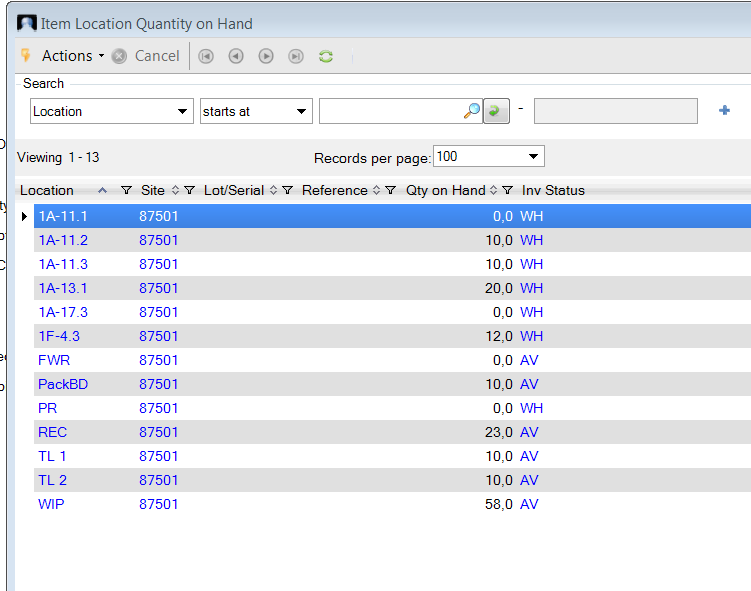 Item Location Quantity on Hand
Actions Cancel
Search
Location starts at -
Viewing 1 - 13 Records per page: 100
Location Site Lot/Serial Reference Qty on Hand Inv Status
1A-11.1 87501 0,0 WH
1A-11.2 87501 10,0 WH
1A-11.3 87501 10,0 WH
1A-13.1 87501 20,0 WH
1A-17.3 87501 0,0 WH
1F-4.3 87501 12,0 WH
FWR 87501 0,0 AV
PackBD 87501 10,0 AV
PR 87501 0,0 WH
REC 87501 23,0 AV
TL 1 87501 10,0 AV
TL 2 87501 10,0 AV
WIP 87501 58,0 AV